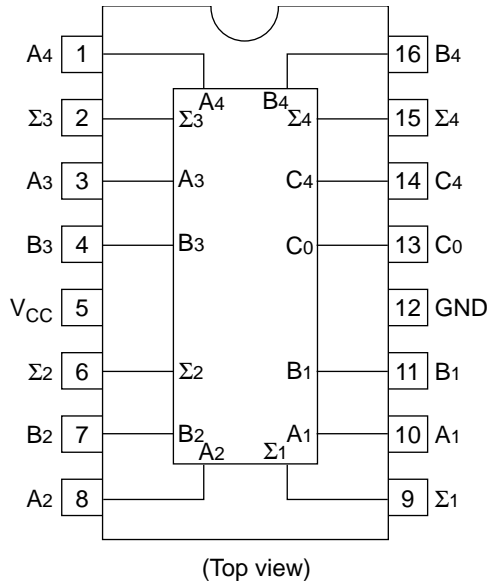 A4 1 16 B4
A4 B4
Σ3 2 Σ3 Σ4 15 Σ4
A3 3 A3 C4 14 C4
B3 4 B3 C0 13 C0
VCC 5 12 GND
Σ2 6 Σ2 B1 11 B1
B2 7 B2 A1 10 A1
A2 Σ1
A2 8 9 Σ1
(Top view)